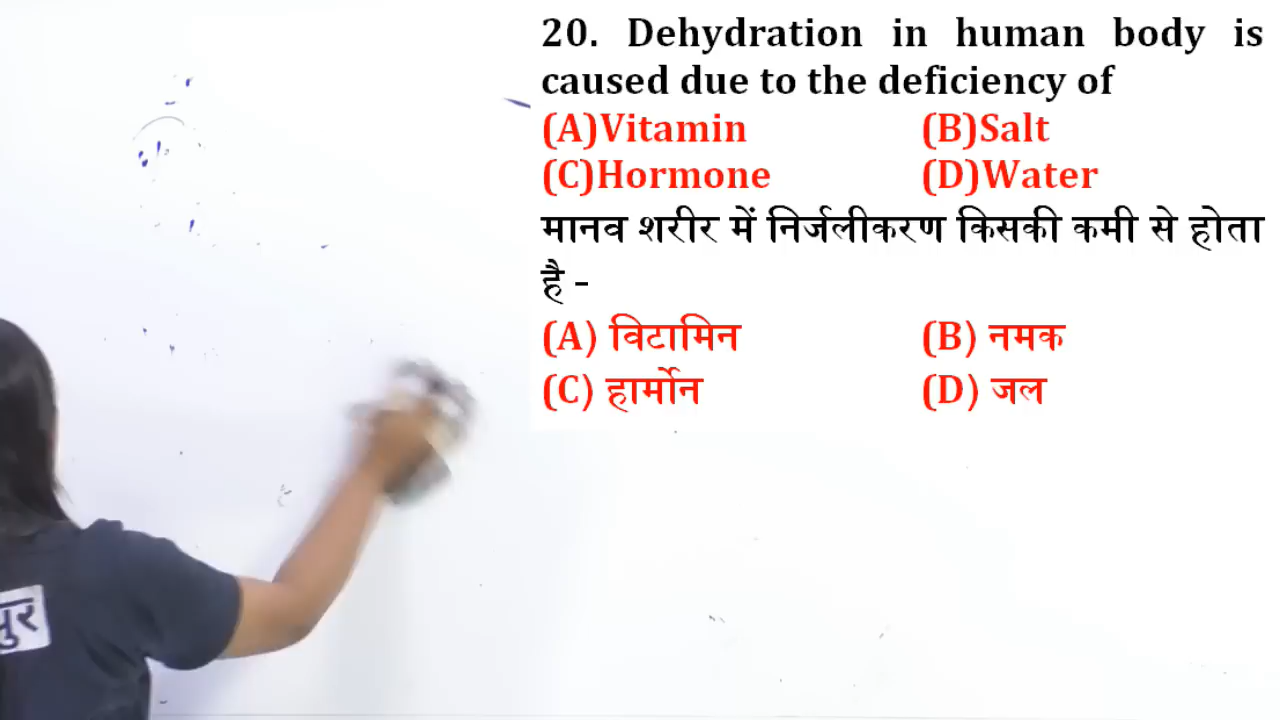 20. Dehydration in human body is
caused due to the deficiency of
(A)Vitamin (B)Salt
(C)Hormone (D)Water
मानव शरीर में निर्जलीकरण किसकी कमी से होता
है -
(A) विटामिन (B) नमक
(C) हार्मोन (D) जल